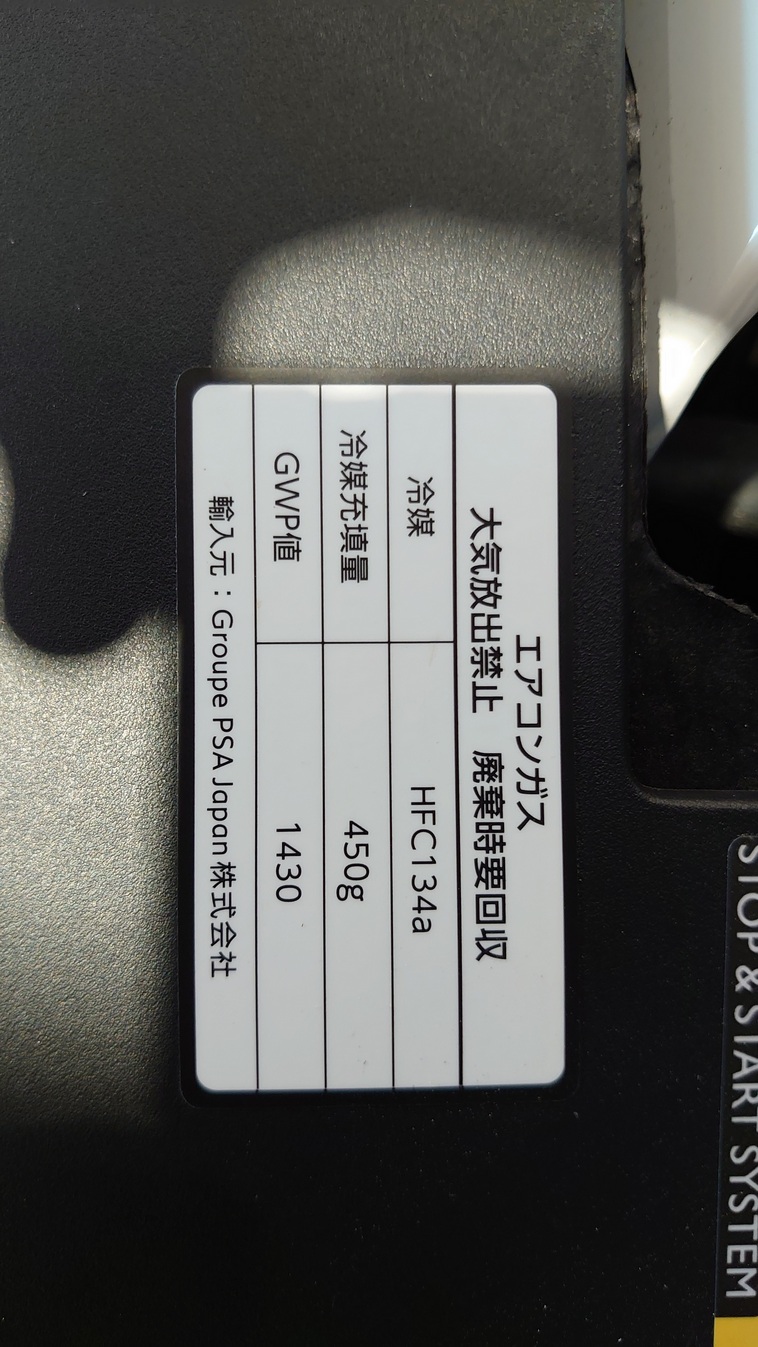 エアコンガス
大気放出禁止 廃棄時要回収
冷媒 HFC134a
冷媒充填量 450g
GWP値 1430
輸入元：Groupe PSA Japan 株式会社
STOP & START SYSTEM